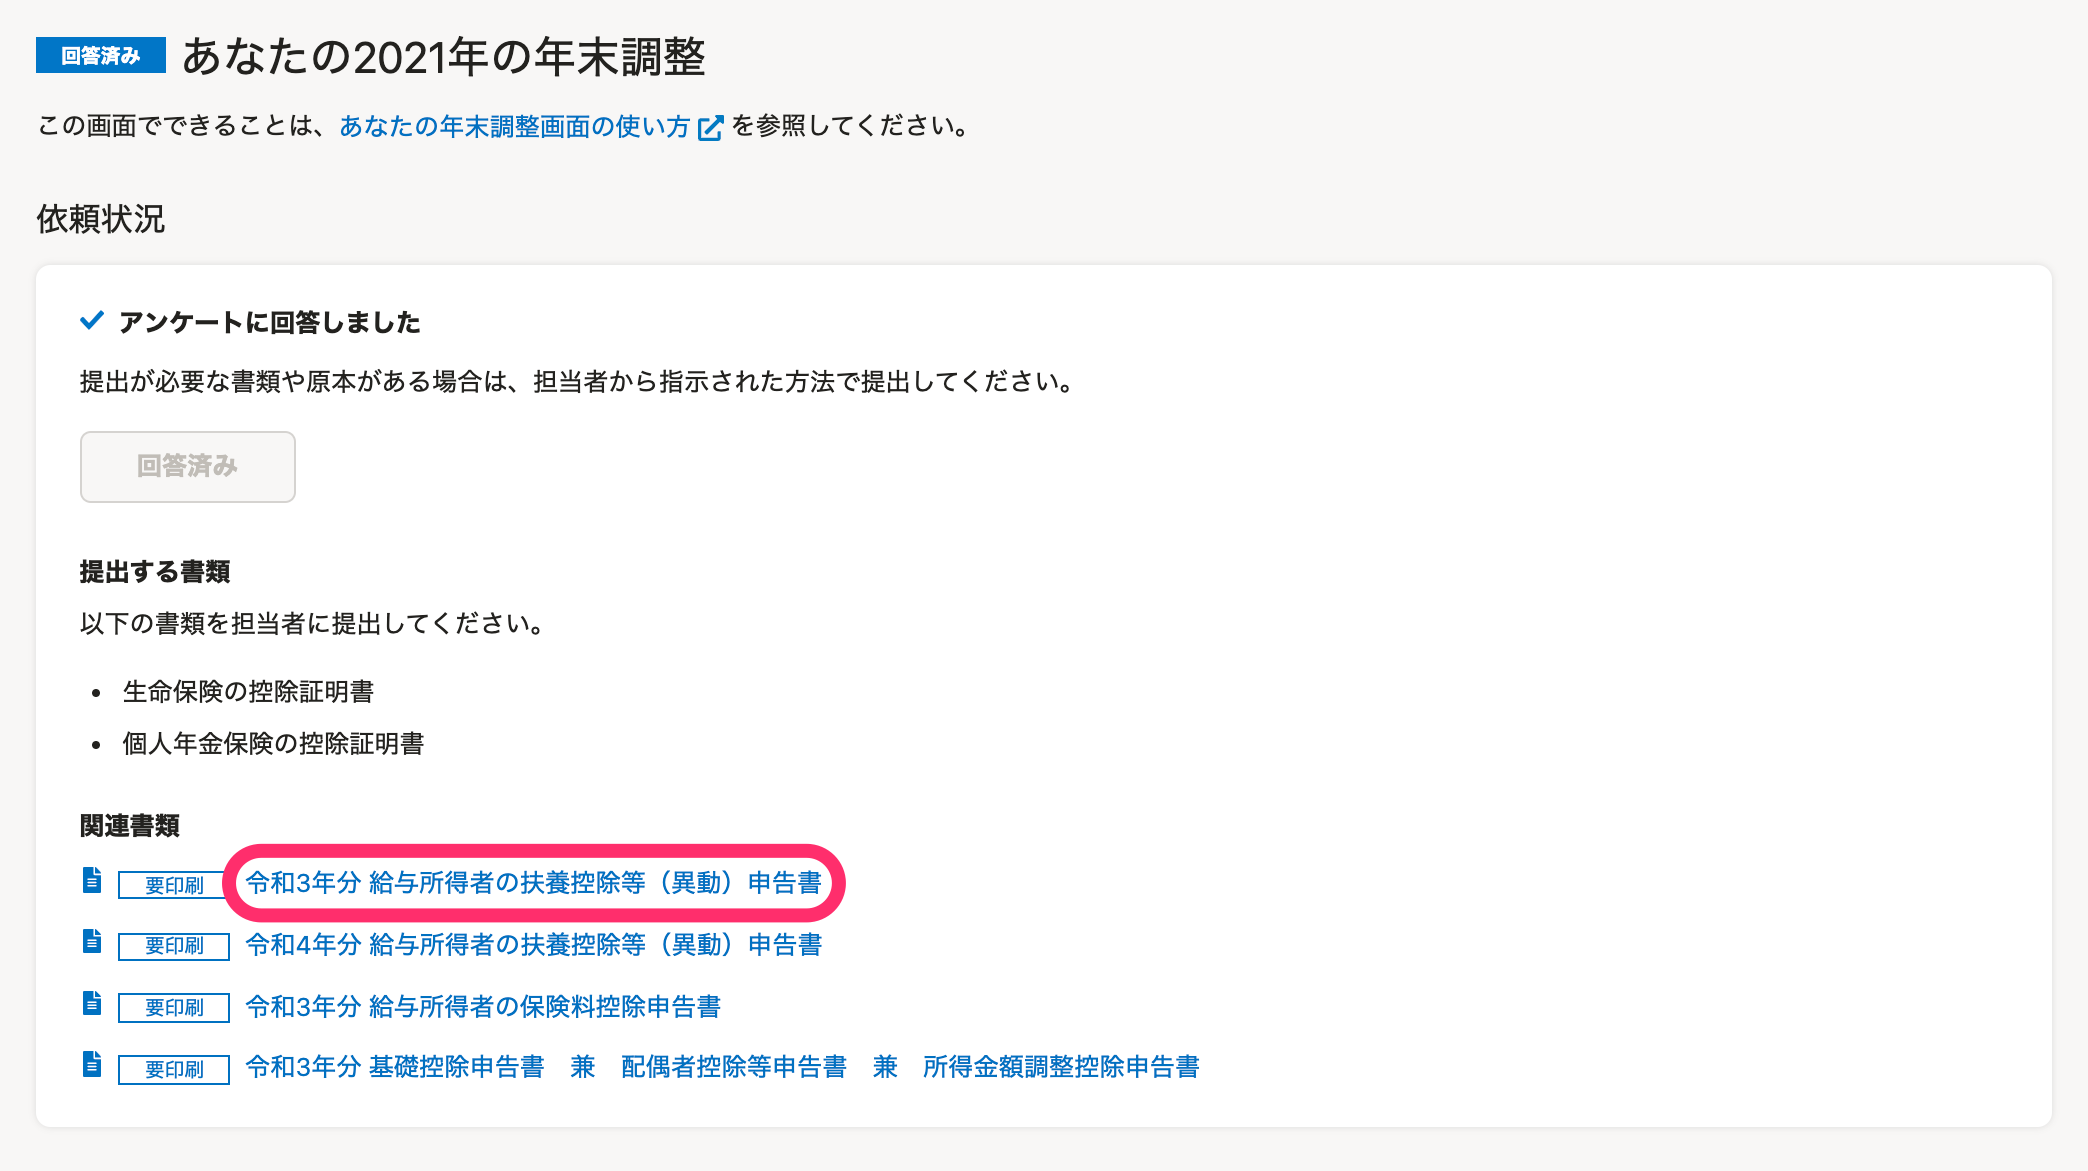 回答済み あなたの2021年の年末調整
この画面でできることは、あなたの年末調整画面の使い方 を参照してください。
依頼状況
アンケートに回答しました
提出が必要な書類や原本がある場合は、担当者から指示された方法で提出してください。
回答済み
提出する書類
以下の書類を担当者に提出してください。
• 生命保険の控除証明書
• 個人年金保険の控除証明書
関連書類
要印刷 令和3年分 給与所得者の扶養控除等（異動）申告書
要印刷 令和4年分 給与所得者の扶養控除等（異動）申告書
要印刷 令和3年分 給与所得者の保険料控除申告書
要印刷 令和3年分 基礎控除申告書　兼　配偶者控除等申告書　兼　所得金額調整控除申告書